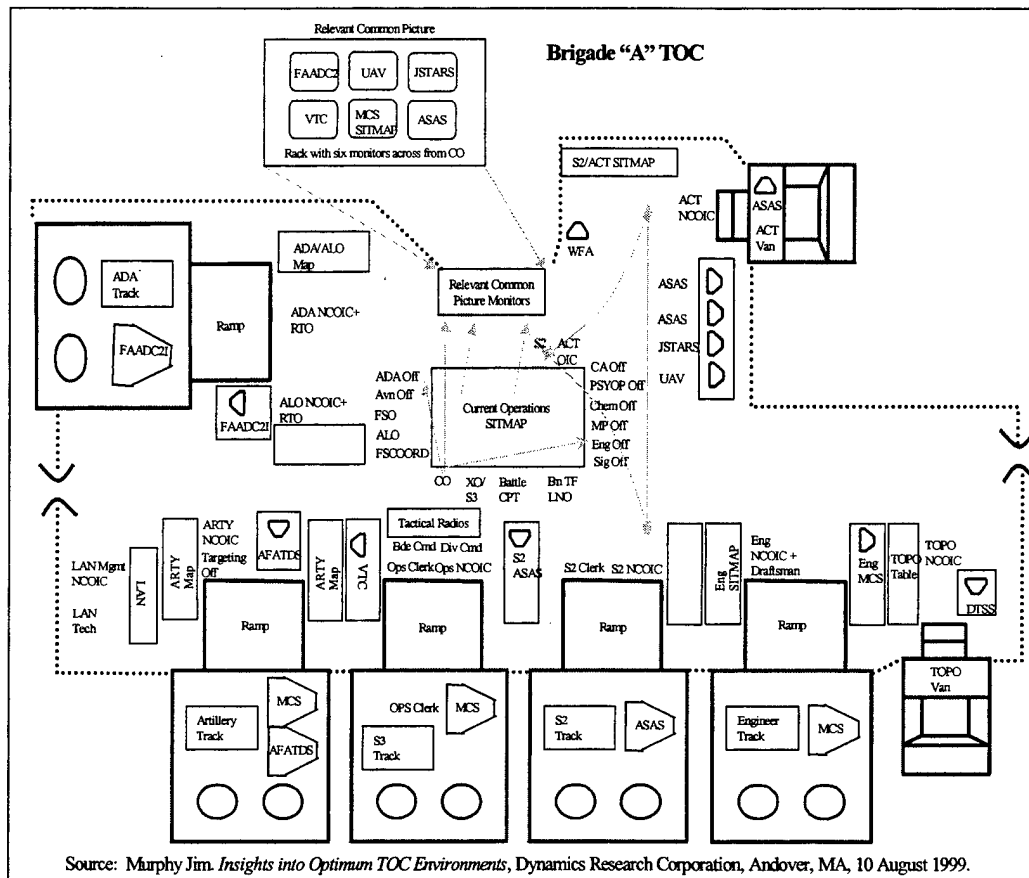 Relevant Common Picture
Brigade “A” TOC
FAADC2
UAV
JSTARS
VTC
MCS
SITMAP
ASAS
Rack with six monitors across from CO
S2/ACT SITMAP
ACT
NCOIC
ASAS
ACT
Van
WFA
ADA/ALO
Map
ADA
Track
Ramp
FAADC2I
ADA NCOIC+
RTO
Relevant Common
Picture Monitors
ASAS
ASAS
JSTARS
UAV
S2
ACT
OIC
ADA Off
Avn Off
FSO
ALO
FSCOORD
Current Operations
SITMAP
CA Off
PSYOP Off
Chem Off
MP Off
Eng Off
Sig Off
ALO NCOIC+
RTO
FAADC2I
CO
XO/
S3
Battle
CPT
Bn TF
LNO
LAN Mgmt
NCOIC
LAN
Tech
LAN
ARTY
Map
ARTY
NCOIC
Targeting
Off
AFATDS
ARTY
Map
VTC
Tactical Radios
Bde Cmd Div Cmd
Ops Clerk Ops NCOIC
S2
ASAS
S2 Clerk S2 NCOIC
Eng
SITMAP
Eng
NCOIC +
Draftsman
Eng
MCS
TOPO
Table
TOPO
NCOIC
DTSS
Ramp
Ramp
Ramp
Ramp
TOPO
Van
Artillery
Track
MCS
AFATDS
OPS Clerk
MCS
S3
Track
S2
Track
ASAS
Engineer
Track
MCS
Source: Murphy Jim. Insights into Optimum TOC Environments, Dynamics Research Corporation, Andover, MA, 10 August 1999.